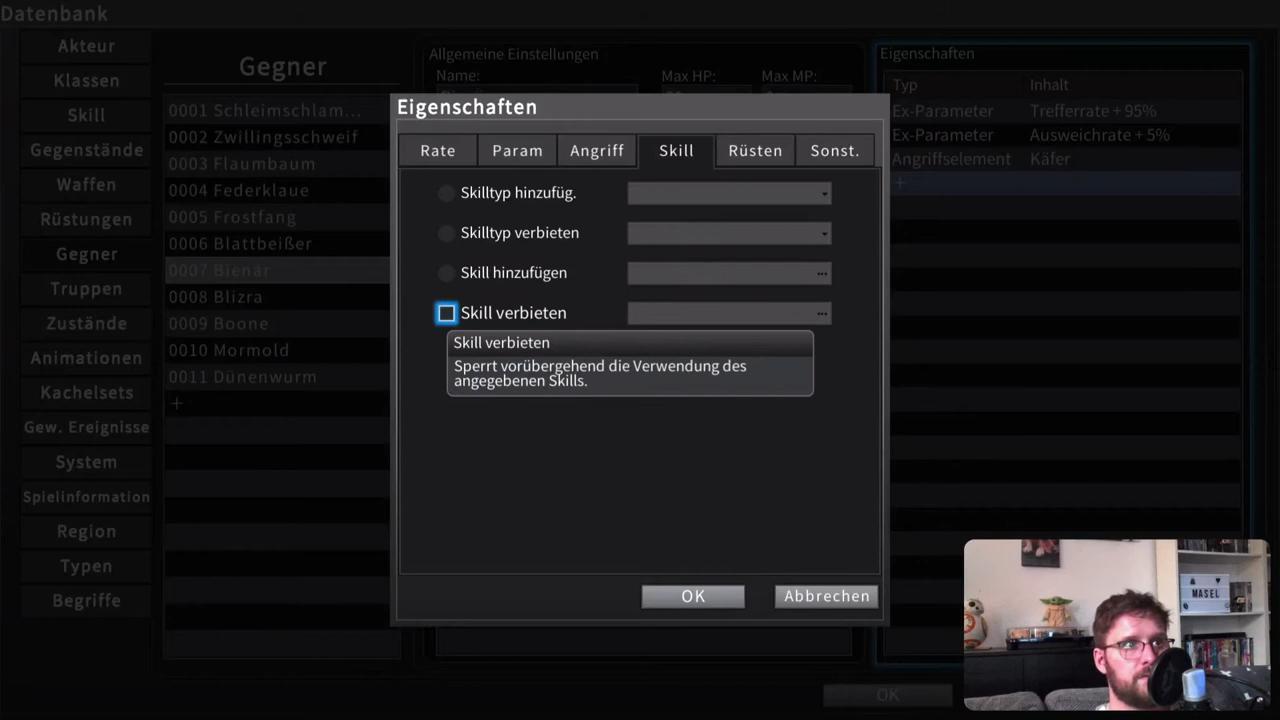 Datenbank
Akteur
Klassen
Skill
Gegenstände
Waffen
Rüstungen
Gegner
Truppen
Zustände
Animationen
Kachelsets
Gew. Ereignisse
System
Spielinformation
Region
Typen
Begriffe
Gegner
0001 Schleimschlam...
0002 Zwillingsschweif
0003 Flaumbaum
0004 Federklaue
0005 Frostfang
0006 Blattbeißer
0007 Bienar
0008 Blizra
0009 Boone
0010 Mormold
0011 Dünenwurm
+
Allgemeine Einstellungen
Name:
Max HP:
Max MP:
Eigenschaften
Rate
Param
Angriff
Skill
Rüsten
Sonst.
Skilltyp hinzufüg.
Skilltyp verbieten
Skill hinzufügen
...
Skill verbieten
...
Skill verbieten
Sperrt vorübergehend die Verwendung des
angegebenen Skills.
OK
Abbrechen
Eigenschaften
Typ Inhalt
Ex-Parameter Trefferrate + 95%
Ex-Parameter Ausweichrate + 5%
Angriffselement Käfer
+
OK
MASEL